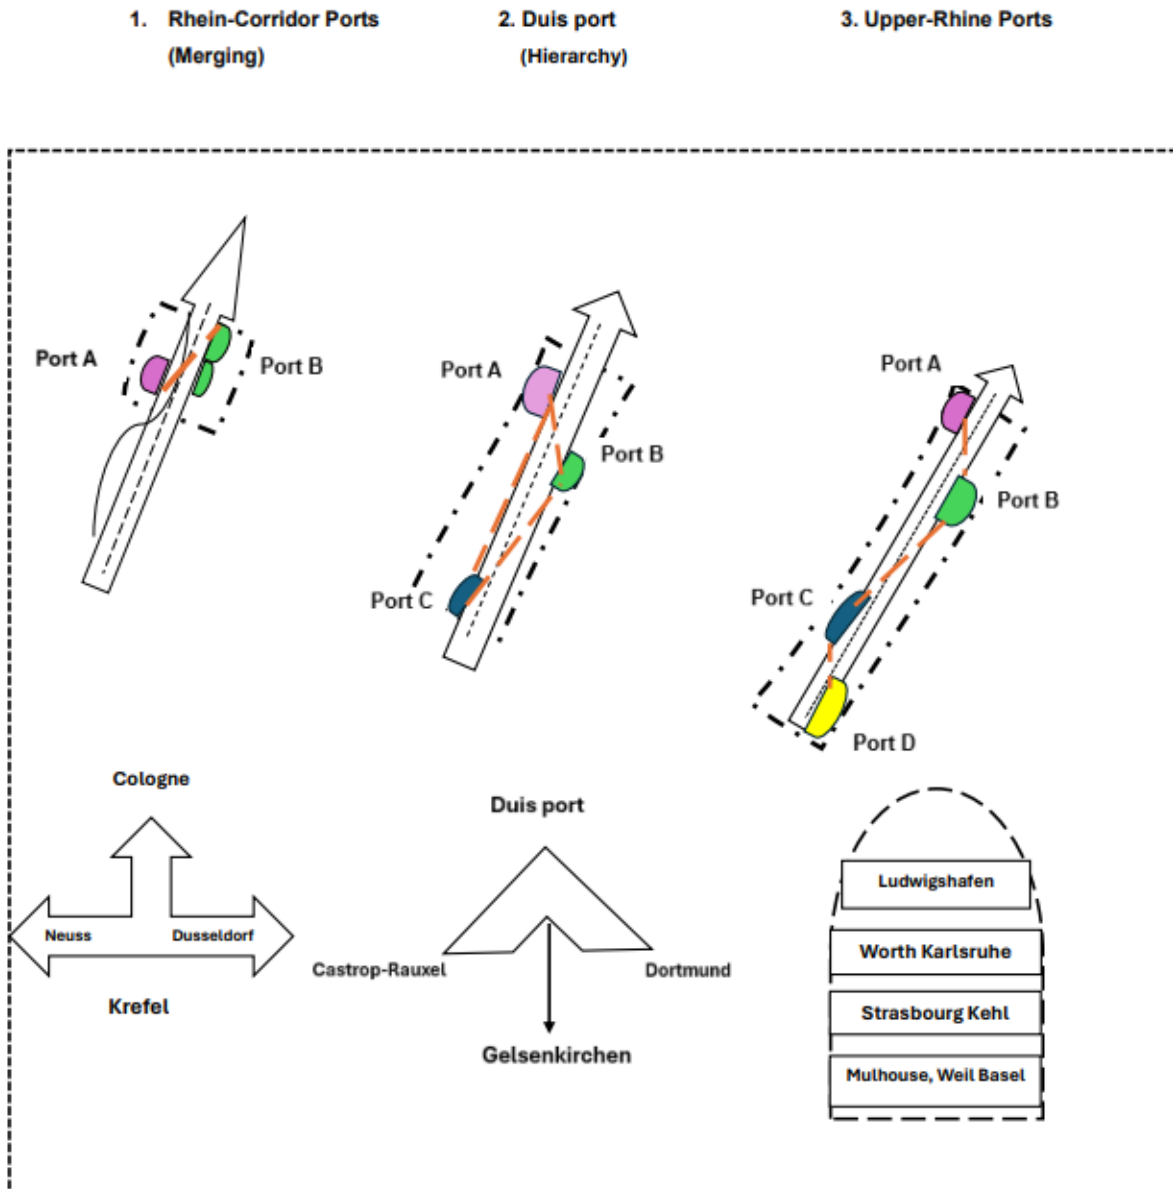 1. Rhein-Corridor Ports
(Merging)
2. Duis port
(Hierarchy)
3. Upper-Rhine Ports
Port A
Port B
Port A
Port B
Port C
Port A
Port B
Port C
Port D
Cologne
Neuss
Dusseldorf
Krefel
Duis port
Castrop-Rauxel
Dortmund
Gelsenkirchen
Ludwigshafen
Worth Karlsruhe
Strasbourg Kehl
Mulhouse, Weil Basel